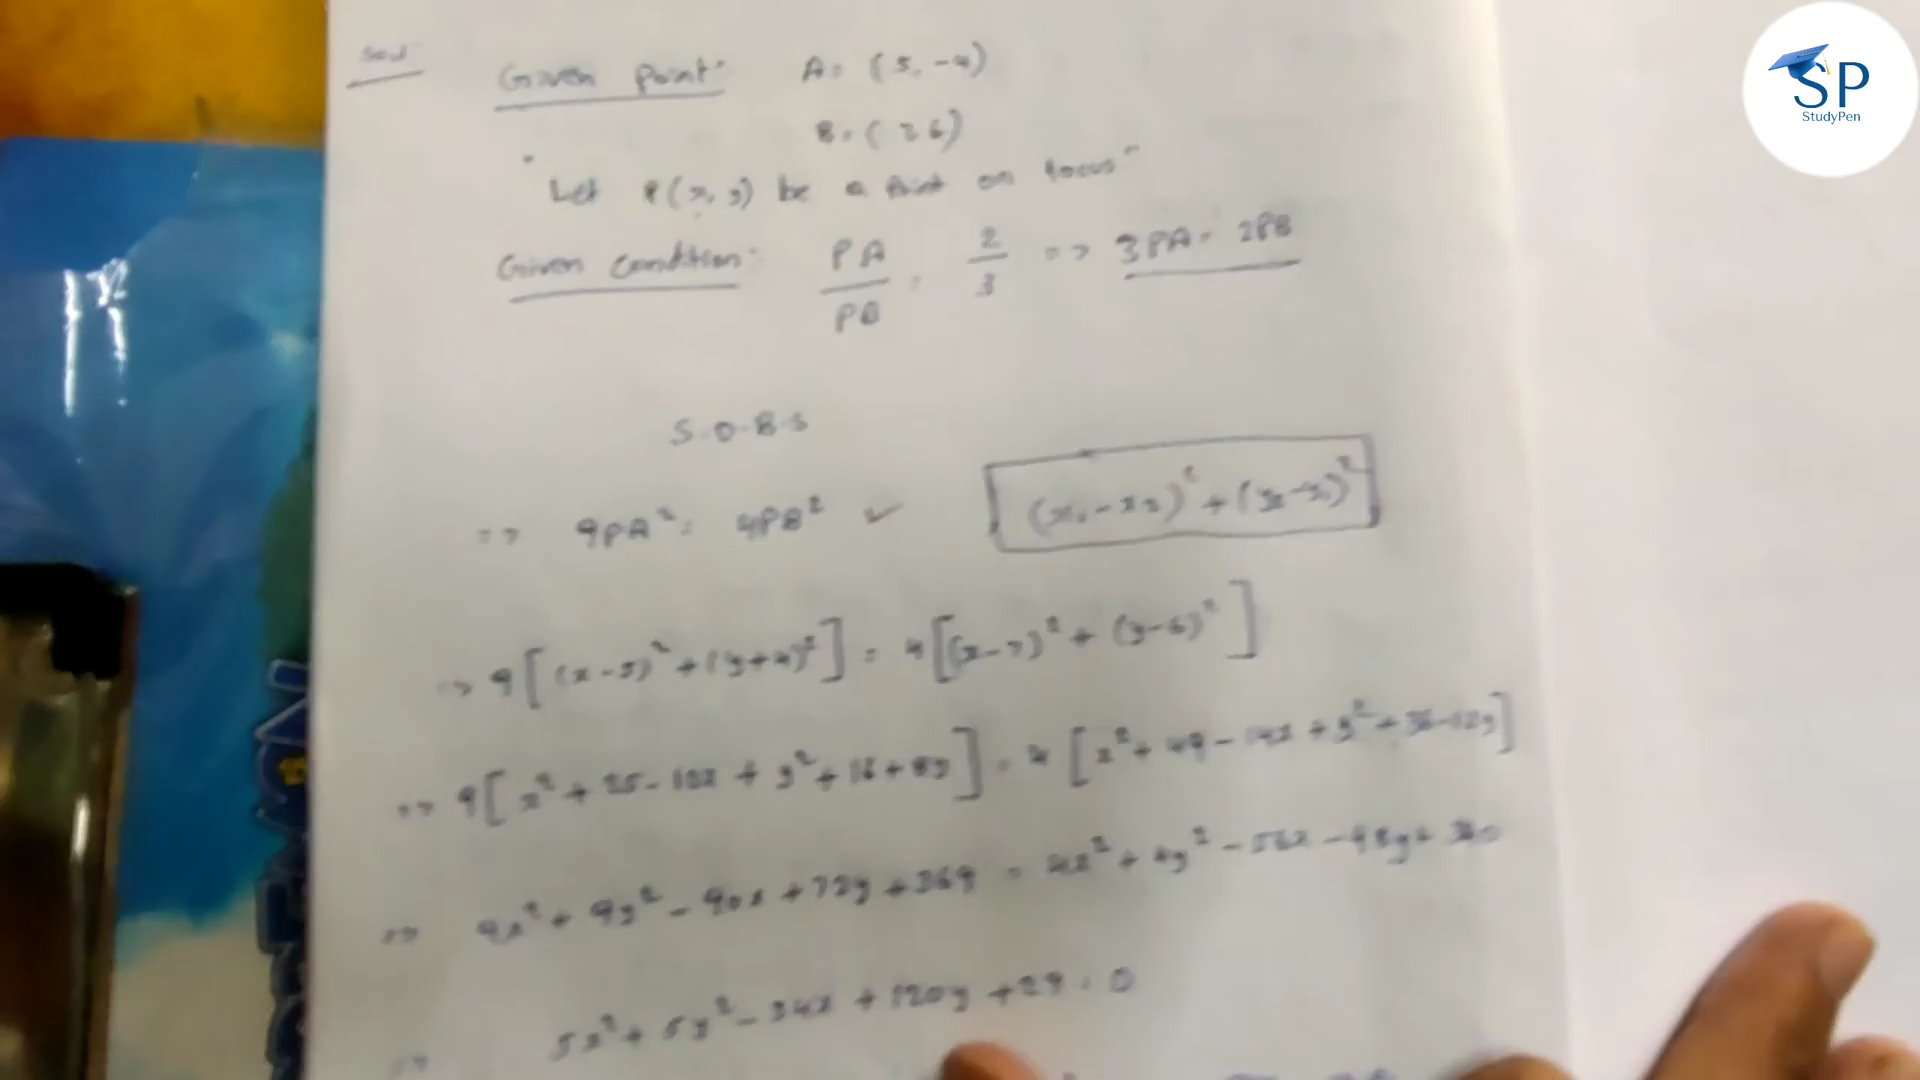 Sol:
Given point: A = (5, -4)
B = (7 6)
"Let P(x, y) be a point on locus"
Given condition: PA/PB = 2/3 => 3PA = 2PB
S.O.B.S
=> 9PA² = 4PB² ✓ (x₁-x₂)² + (y₂-y₁)²
=> 9[(x-5)² + (y+4)²] = 4[(x-7)² + (y-6)²]
=> 9[x² + 25 - 10x + y² + 16 + 8y] = 4[x² + 49 - 14x + y² + 36 - 12y]
=> 9x² + 9y² - 90x + 72y + 369 = 4x² + 4y² - 56x - 48y + 340
=> 5x² + 5y² - 34x + 120y + 29 = 0
SP
StudyPen